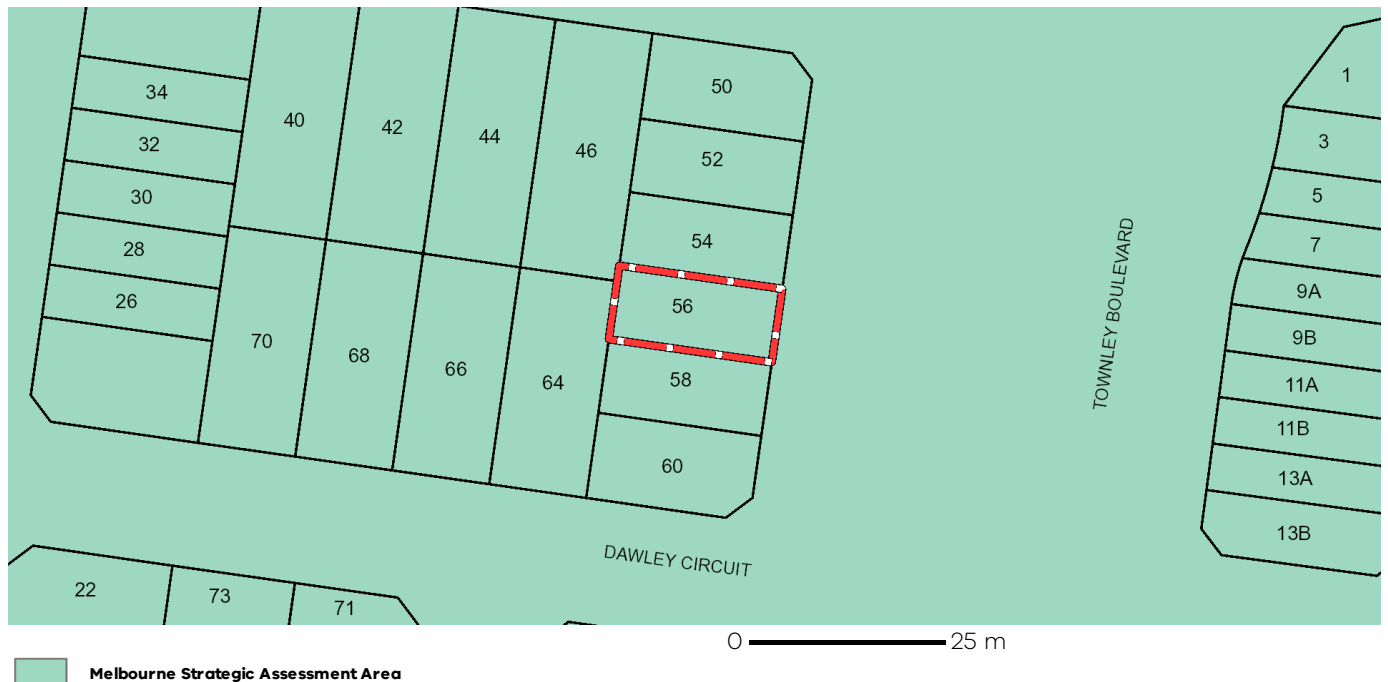 1
50
34
40
42
44
3
32
46
52
5
30
54
7
28
9A
26
56
9B
TOWNLEY BOULEVARD
70
68
66
64
58
11A
11B
60
13A
13B
DAWLEY CIRCUIT
22
73
71
0 25 m
Melbourne Strategic Assessment Area